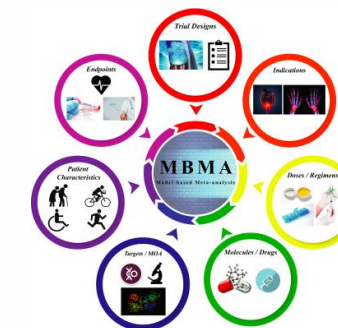 Trial Designs
Endpoints
Indications
MBMA
Model-based Meta-analysis
Patient
Characteristics
Doses / Regimens
Targets / MOA
Molecules / Drugs